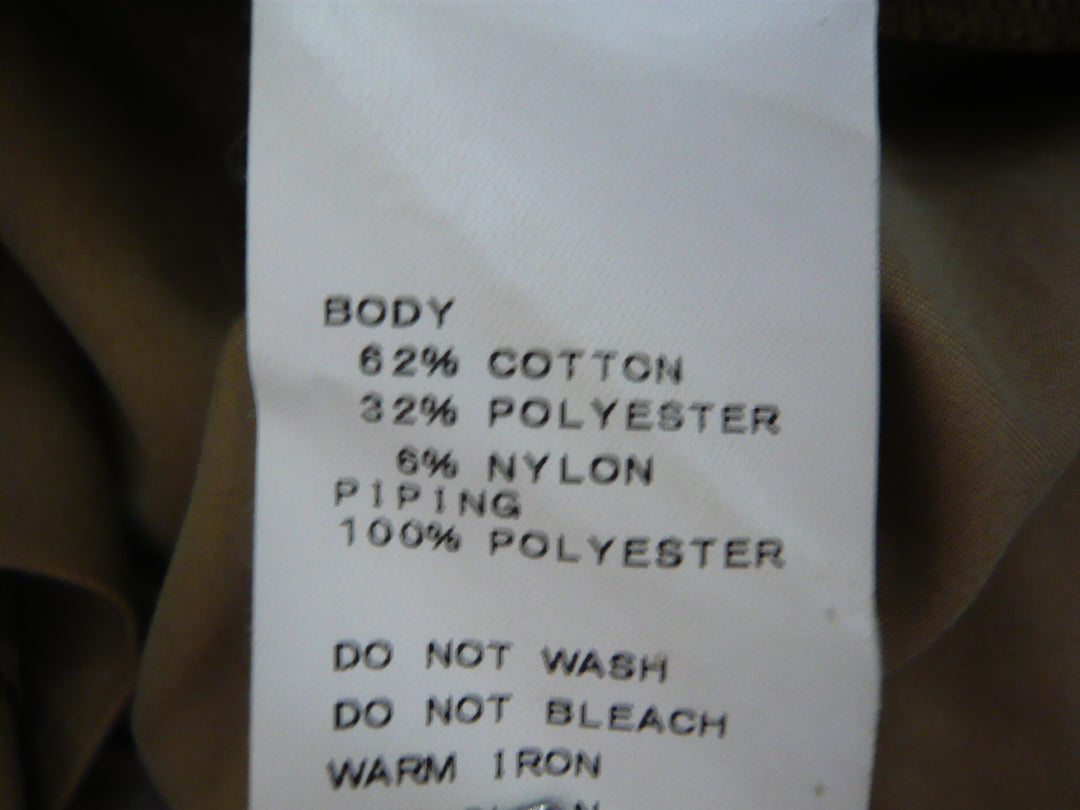 BODY
62% COTTON
32% POLYESTER
6% NYLON
PIPING
100% POLYESTER
DO NOT WASH
DO NOT BLEACH
WARM IRON